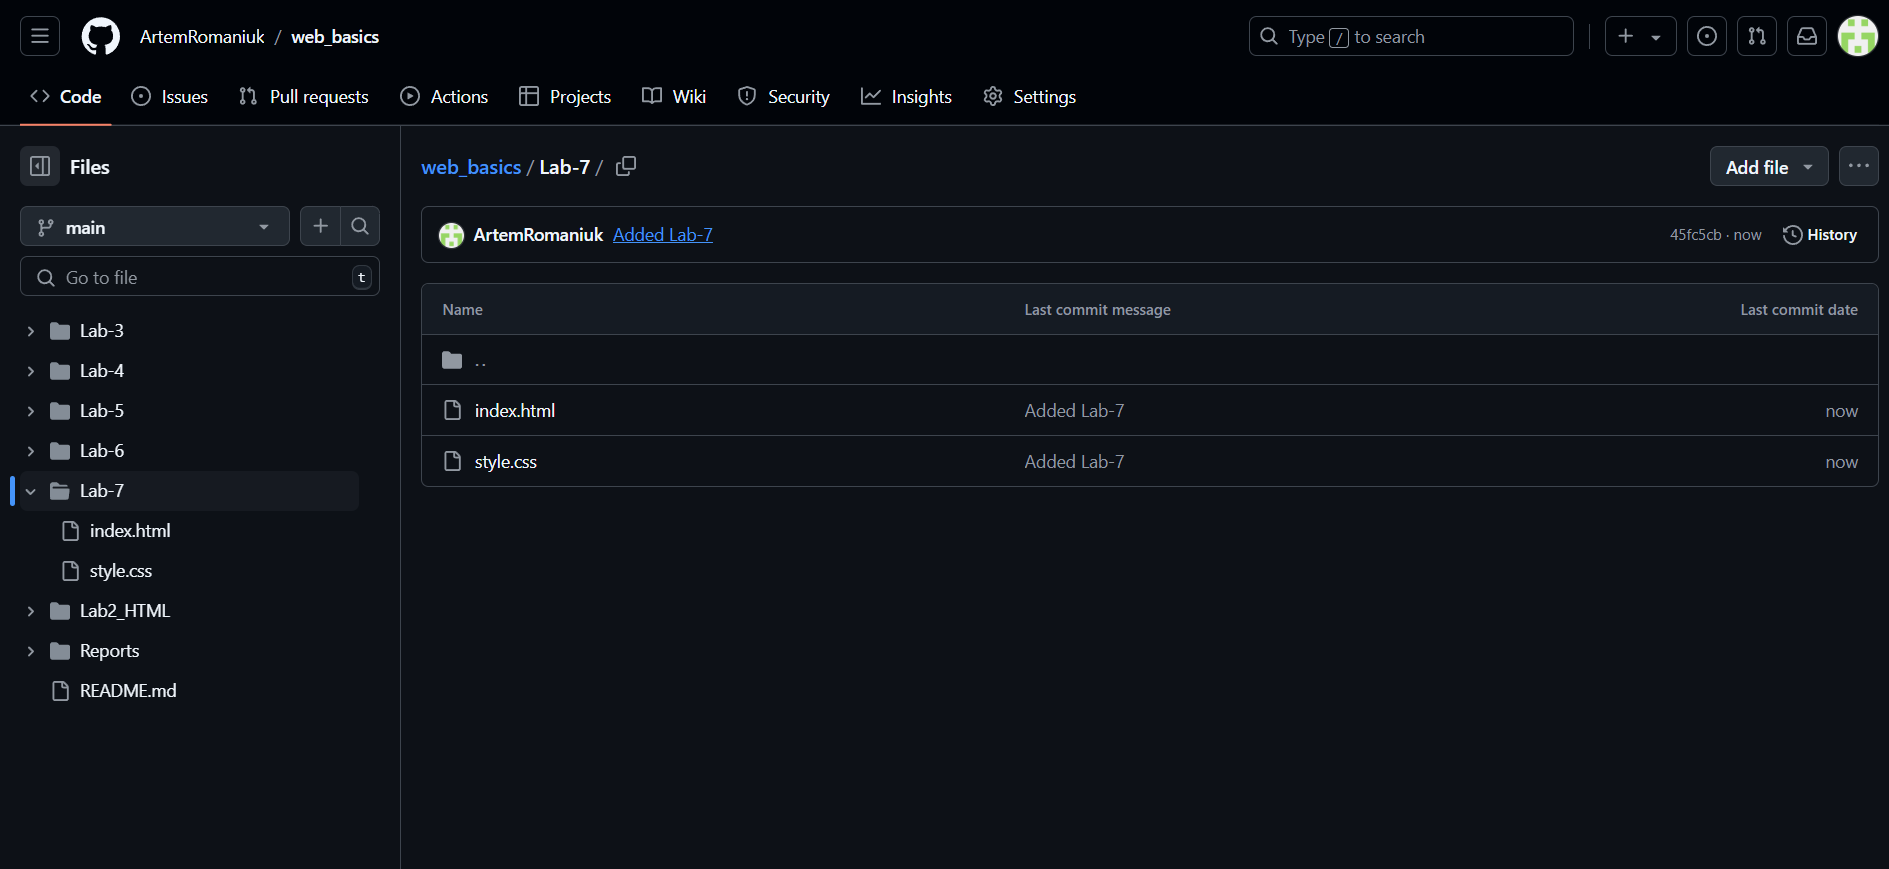 ArtemRomaniuk / web_basics
Type / to search
Code Issues Pull requests Actions Projects Wiki Security Insights Settings
Files
main
Go to file t
Lab-3
Lab-4
Lab-5
Lab-6
Lab-7
index.html
style.css
Lab2_HTML
Reports
README.md
web_basics / Lab-7 /
Add file
ArtemRomaniuk Added Lab-7
45fc5cb · now History
Name Last commit message Last commit date
..
index.html Added Lab-7 now
style.css Added Lab-7 now